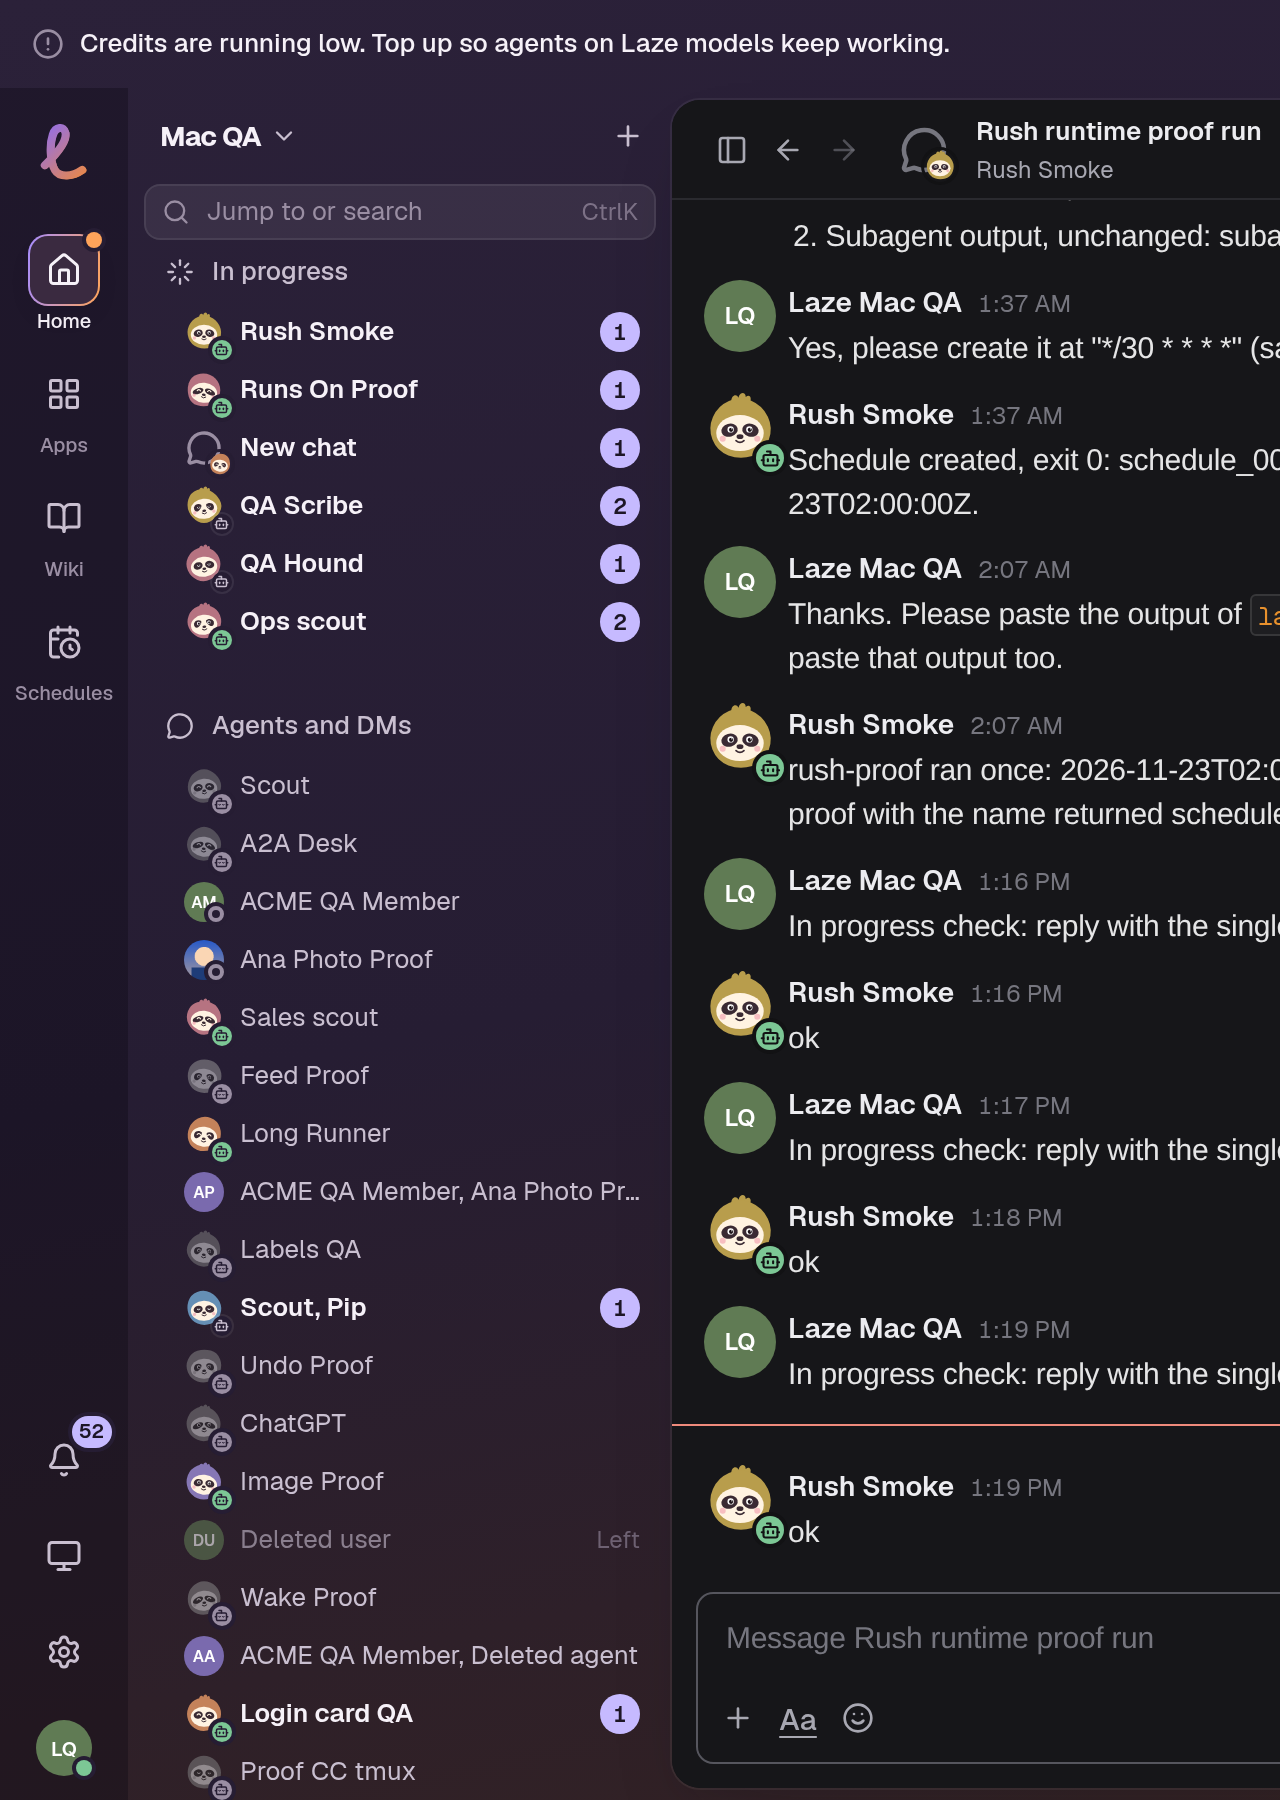 Credits are running low. Top up so agents on Laze models keep working.
Mac QA
Jump to or search CtrlK
Home
Apps
Wiki
Schedules
52
LQ
In progress
Rush Smoke 1
Runs On Proof 1
New chat 1
QA Scribe 2
QA Hound 1
Ops scout 2
Agents and DMs
Scout
A2A Desk
AM ACME QA Member
Ana Photo Proof
Sales scout
Feed Proof
Long Runner
AP ACME QA Member, Ana Photo Pr...
Labels QA
Scout, Pip 1
Undo Proof
ChatGPT
Image Proof
DU Deleted user Left
Wake Proof
AA ACME QA Member, Deleted agent
Login card QA 1
Proof CC tmux
Rush runtime proof run
Rush Smoke
2. Subagent output, unchanged: suba
LQ Laze Mac QA 1:37 AM
Yes, please create it at "*/30 * * * *" (sa
Rush Smoke 1:37 AM
Schedule created, exit 0: schedule_00
23T02:00:00Z.
LQ Laze Mac QA 2:07 AM
Thanks. Please paste the output of la
paste that output too.
Rush Smoke 2:07 AM
rush-proof ran once: 2026-11-23T02:0
proof with the name returned schedule
LQ Laze Mac QA 1:16 PM
In progress check: reply with the single
Rush Smoke 1:16 PM
ok
LQ Laze Mac QA 1:17 PM
In progress check: reply with the single
Rush Smoke 1:18 PM
ok
LQ Laze Mac QA 1:19 PM
In progress check: reply with the single
Rush Smoke 1:19 PM
ok
Message Rush runtime proof run
Aa